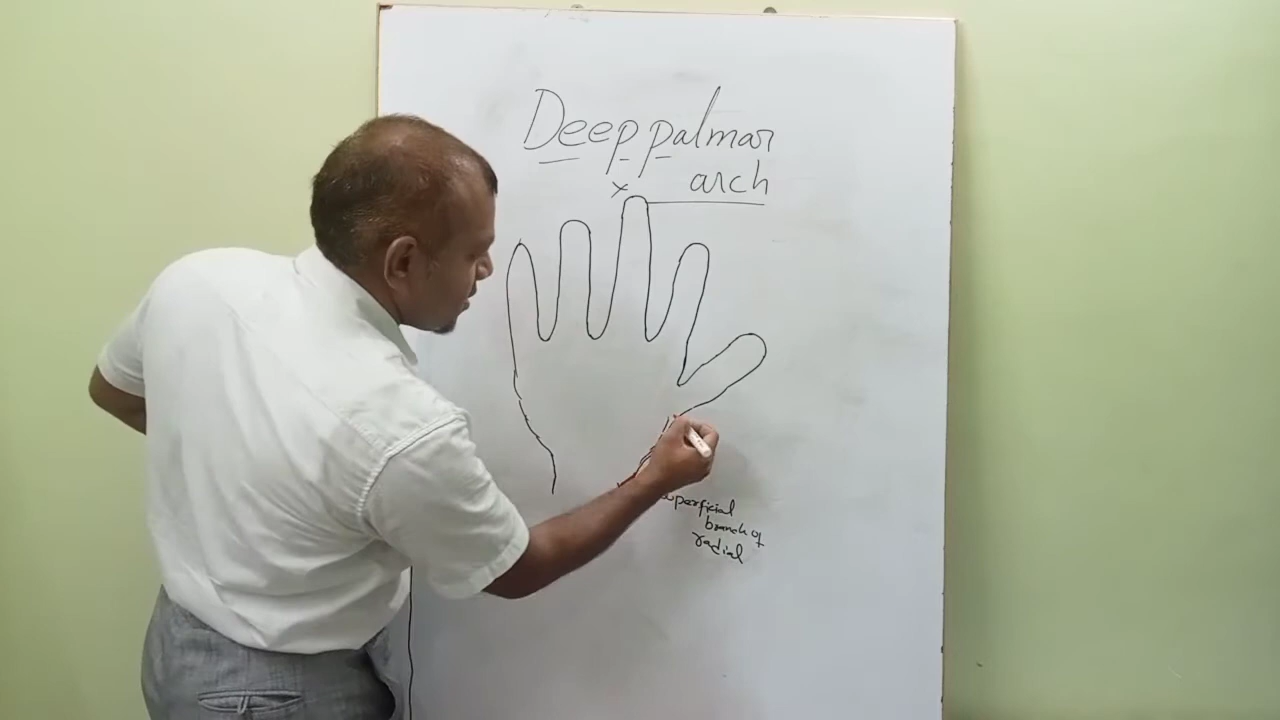 Deep palmar
arch
x
superficial
branch of
radial